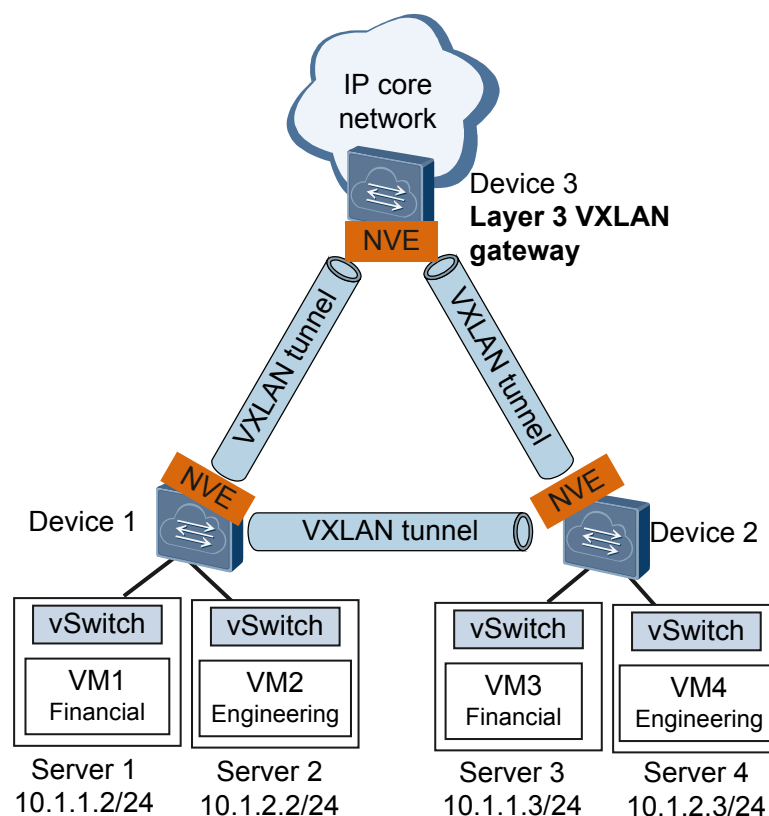 IP core
network
Device 3
Layer 3 VXLAN
gateway
NVE
VXLAN tunnel
VXLAN tunnel
NVE
NVE
Device 1
VXLAN tunnel
Device 2
vSwitch
vSwitch
vSwitch
vSwitch
VM1
Financial
VM2
Engineering
VM3
Financial
VM4
Engineering
Server 1
10.1.1.2/24
Server 2
10.1.2.2/24
Server 3
10.1.1.3/24
Server 4
10.1.2.3/24